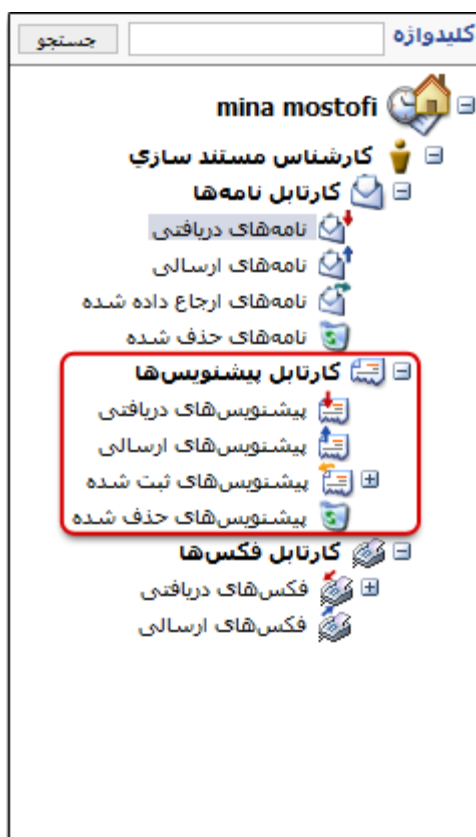 کلیدواژه جستجو
mina mostofi
کارشناس مستند سازي
کارتابل نامه‌ها
نامه‌های دریافتی
نامه‌های ارسالی
نامه‌های ارجاع داده شده
نامه‌های حذف شده
کارتابل پیشنویس‌ها
پیشنویس‌های دریافتی
پیشنویس‌های ارسالی
پیشنویس‌های ثبت شده
پیشنویس‌های حذف شده
کارتابل فکس‌ها
فکس‌های دریافتی
فکس‌های ارسالی